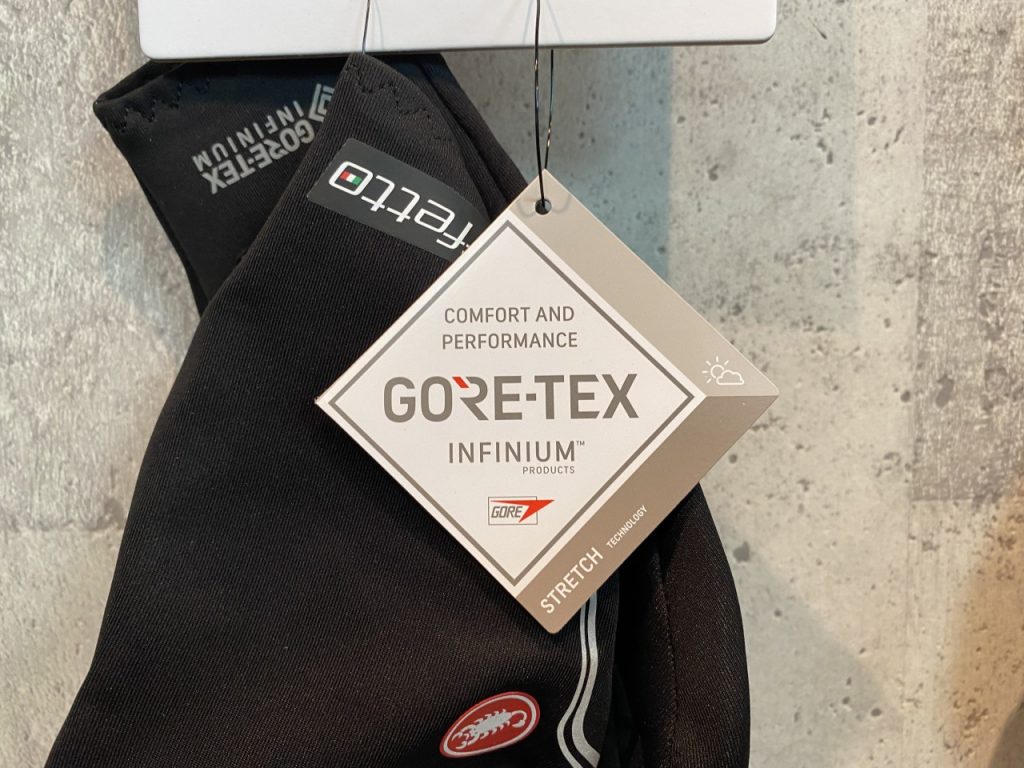 GORE-TEX
INFINIUM
fetto
COMFORT AND
PERFORMANCE
GORE-TEX
INFINIUM™
PRODUCTS
GORE
STRETCH TECHNOLOGY